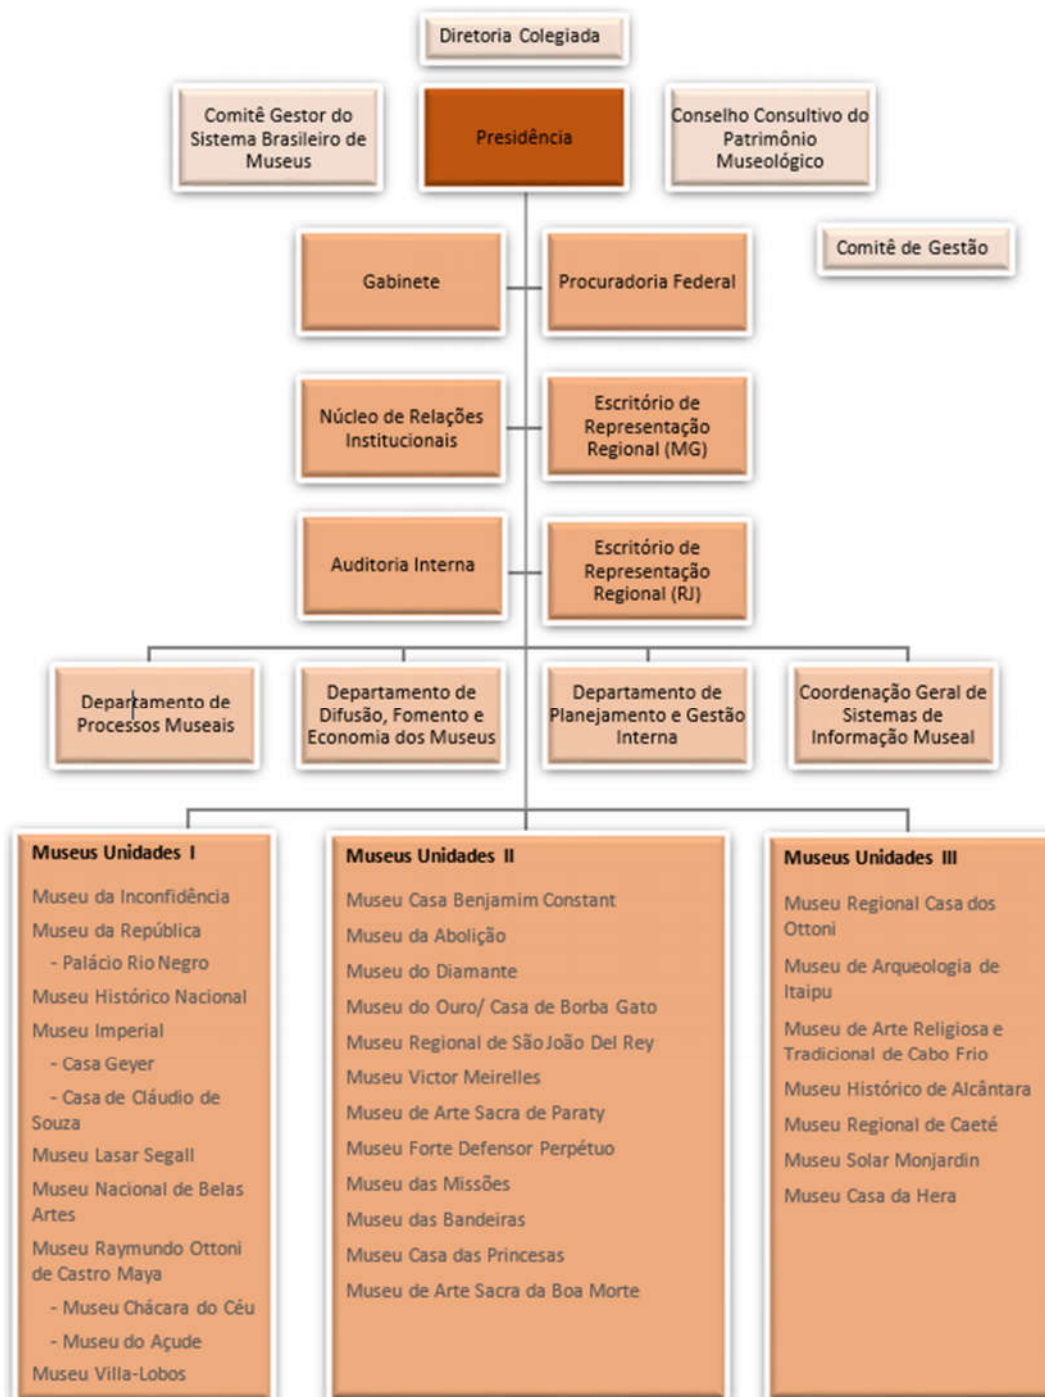 Diretoria Colegiada
Comitê Gestor do
Sistema Brasileiro de
Museus
Presidência
Conselho Consultivo do
Patrimônio
Museológico
Comitê de Gestão
Gabinete
Procuradoria Federal
Núcleo de Relações
Institucionais
Escritório de
Representação
Regional (MG)
Auditoria Interna
Escritório de
Representação
Regional (RJ)
Departamento de
Processos Museais
Departamento de
Difusão, Fomento e
Economia dos Museus
Departamento de
Planejamento e Gestão
Interna
Coordenação Geral de
Sistemas de
Informação Museal
Museus Unidades I
Museu da Inconfidência
Museu da República
- Palácio Rio Negro
Museu Histórico Nacional
Museu Imperial
- Casa Geyer
- Casa de Cláudio de
Souza
Museu Lasar Segall
Museu Nacional de Belas
Artes
Museu Raymundo Ottoni
de Castro Maya
- Museu Chácara do Céu
- Museu do Açude
Museu Villa-Lobos
Museus Unidades II
Museu Casa Benjamim Constant
Museu da Abolição
Museu do Diamante
Museu do Ouro/ Casa de Borba Gato
Museu Regional de São João Del Rey
Museu Victor Meirelles
Museu de Arte Sacra de Paraty
Museu Forte Defensor Perpétuo
Museu das Missões
Museu das Bandeiras
Museu Casa das Princesas
Museu de Arte Sacra da Boa Morte
Museus Unidades III
Museu Regional Casa dos
Ottoni
Museu de Arqueologia de
Itaipu
Museu de Arte Religiosa e
Tradicional de Cabo Frio
Museu Histórico de Alcântara
Museu Regional de Caeté
Museu Solar Monjardin
Museu Casa da Hera